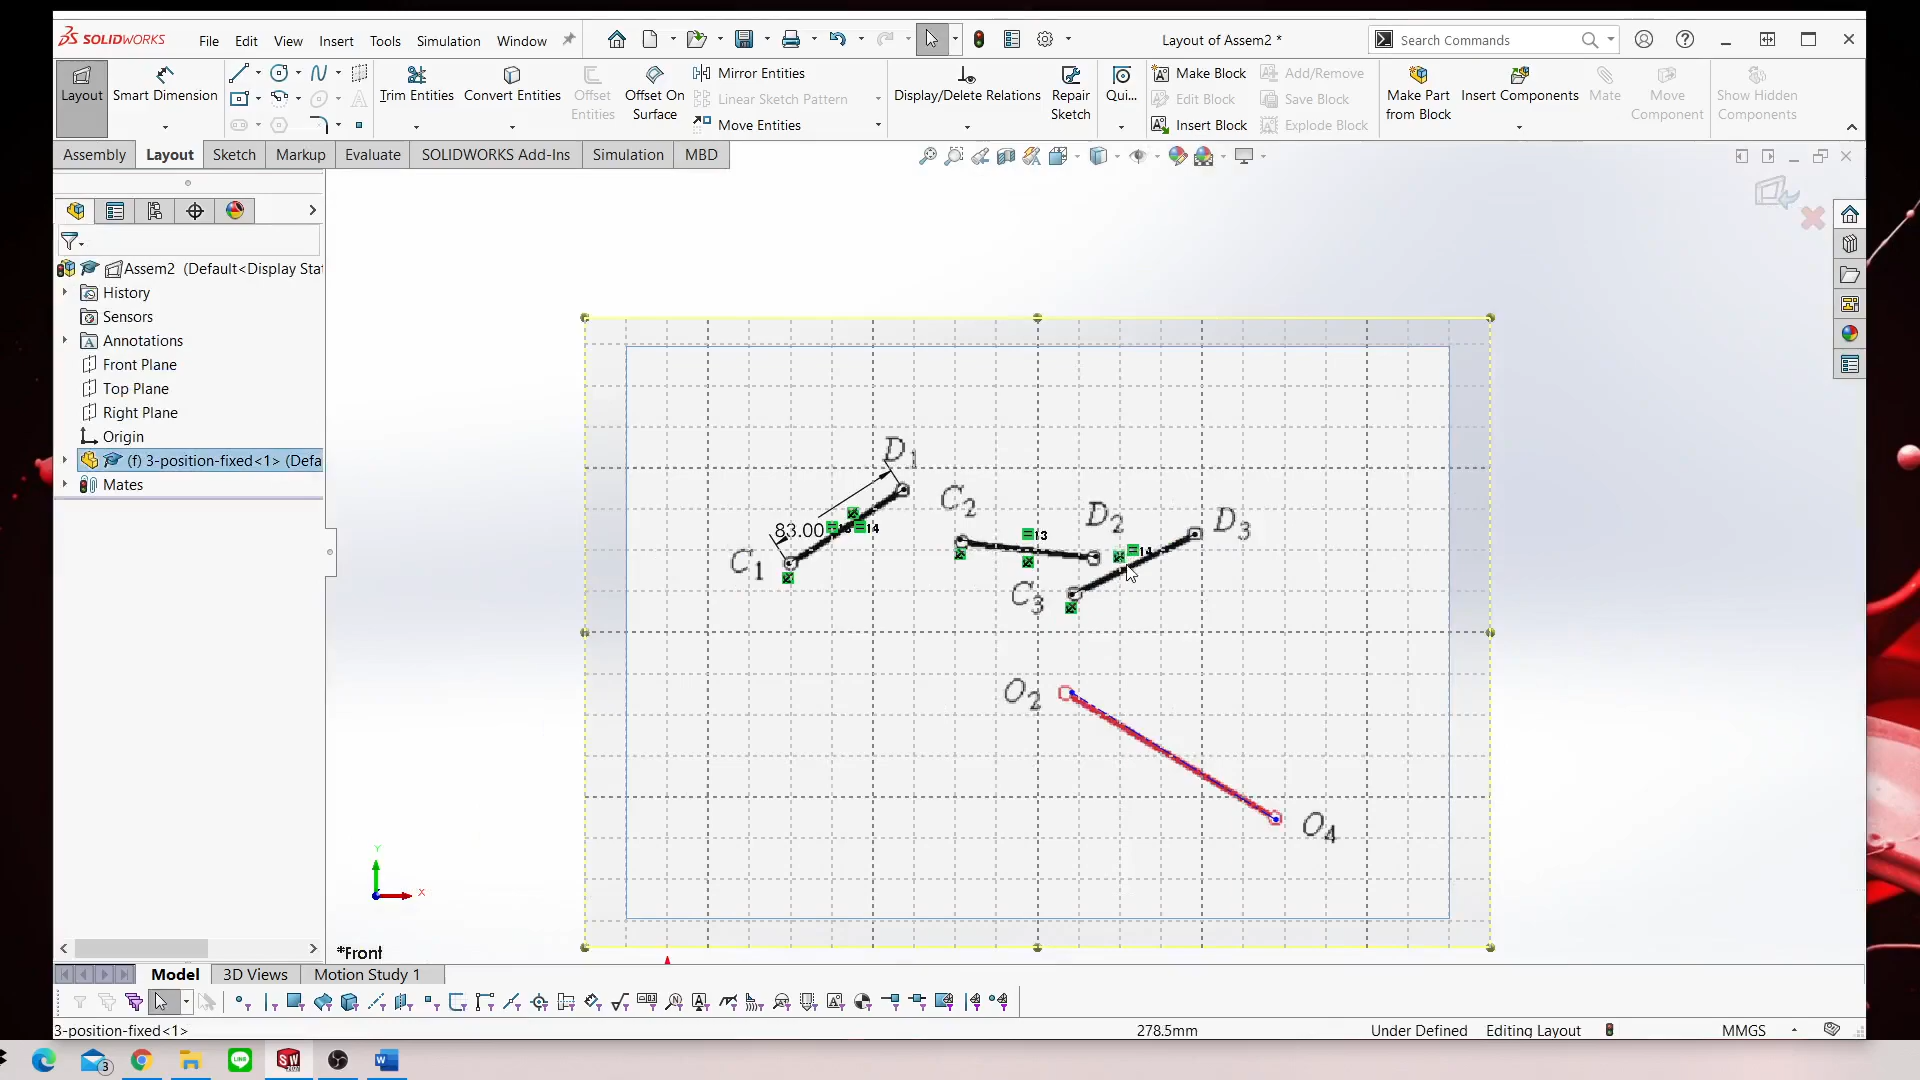 SOLIDWORKS File Edit View Insert Tools Simulation Window Layout of Assem2 * Search Commands
Layout Smart Dimension Trim Entities Convert Entities Offset Entities Offset On Surface Mirror Entities Linear Sketch Pattern Move Entities Display/Delete Relations Repair Sketch Qui... Make Block Edit Block Insert Block Add/Remove Save Block Explode Block Make Part from Block Insert Components Mate Move Component Show Hidden Components
Assembly Layout Sketch Markup Evaluate SOLIDWORKS Add-Ins Simulation MBD
Assem2 (Default<Display Stat
History
Sensors
Annotations
Front Plane
Top Plane
Right Plane
Origin
(f) 3-position-fixed<1> (Defa
Mates
D1
C2
D2
D3
83.00
14
13
C1
C3
O2
O4
Y
X
*Front
Model 3D Views Motion Study 1
3-position-fixed<1> 278.5mm Under Defined Editing Layout MMGS
3